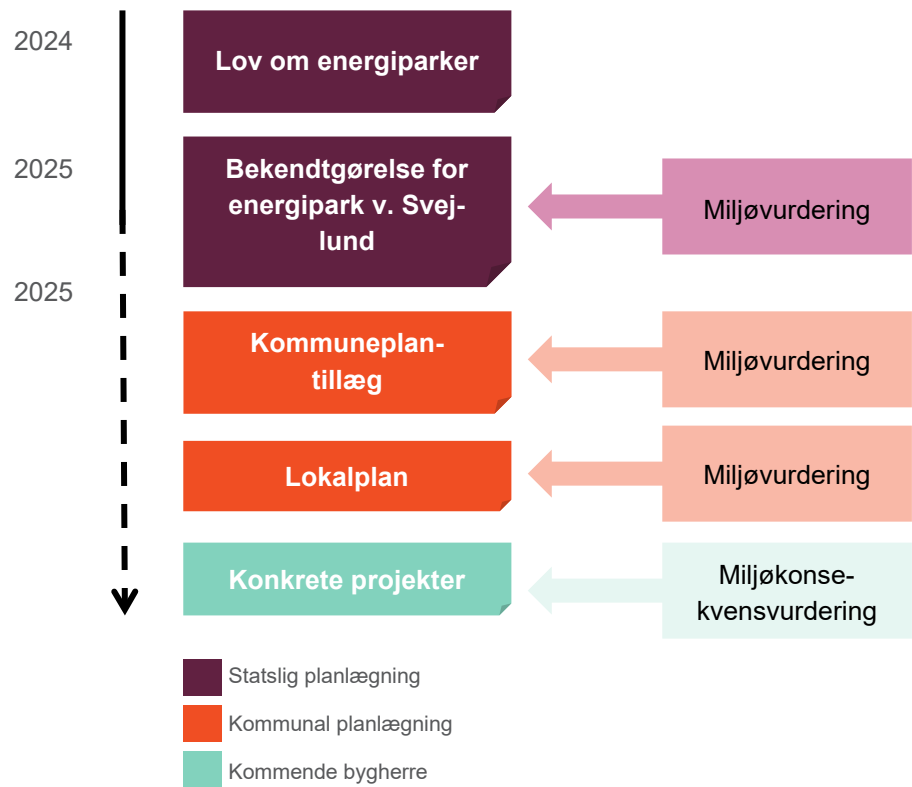 2024
Lov om energiparker
2025
Bekendtgørelse for
energipark v. Svej-
lund
Miljøvurdering
2025
Kommuneplan-
tillæg
Miljøvurdering
Lokalplan
Miljøvurdering
Konkrete projekter
Miljøkonse-
kvensvurdering
Statslig planlægning
Kommunal planlægning
Kommende bygherre